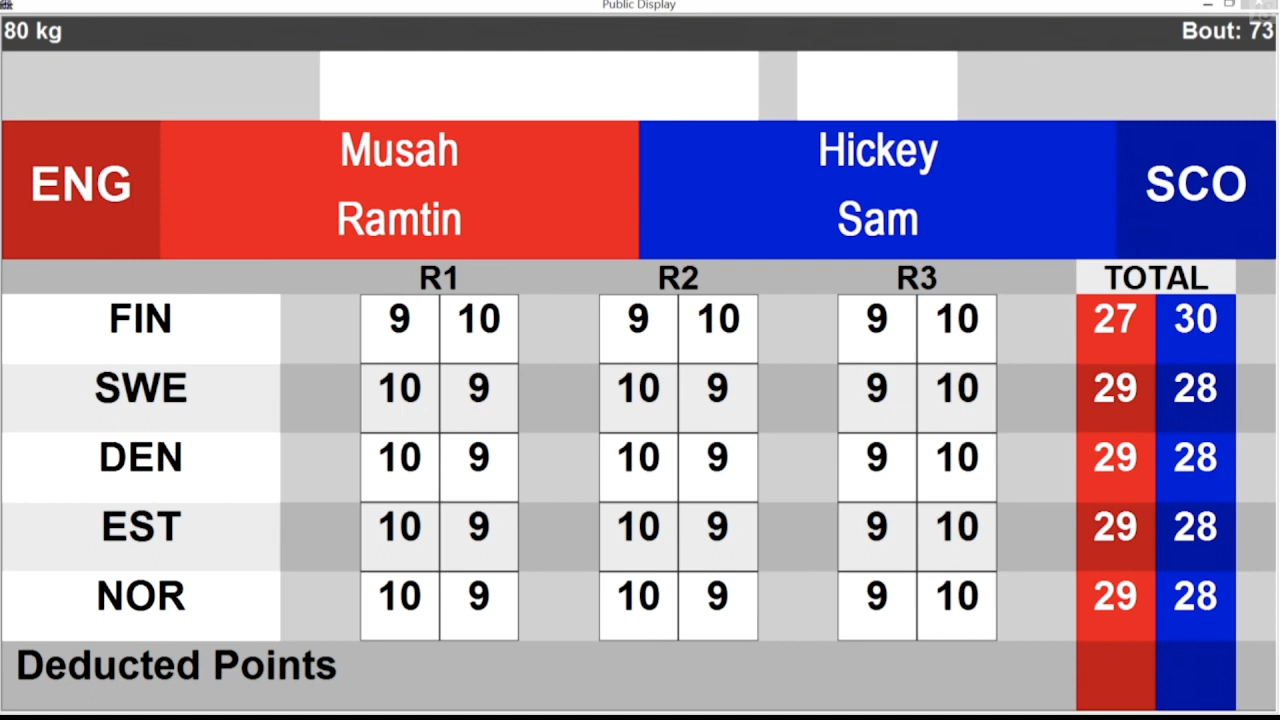 Public Display
80 kg Bout: 73
ENG Musah Ramtin Hickey Sam SCO
R1 R2 R3 TOTAL
FIN 9 10 9 10 9 10 27 30
SWE 10 9 10 9 9 10 29 28
DEN 10 9 10 9 9 10 29 28
EST 10 9 10 9 9 10 29 28
NOR 10 9 10 9 9 10 29 28
Deducted Points